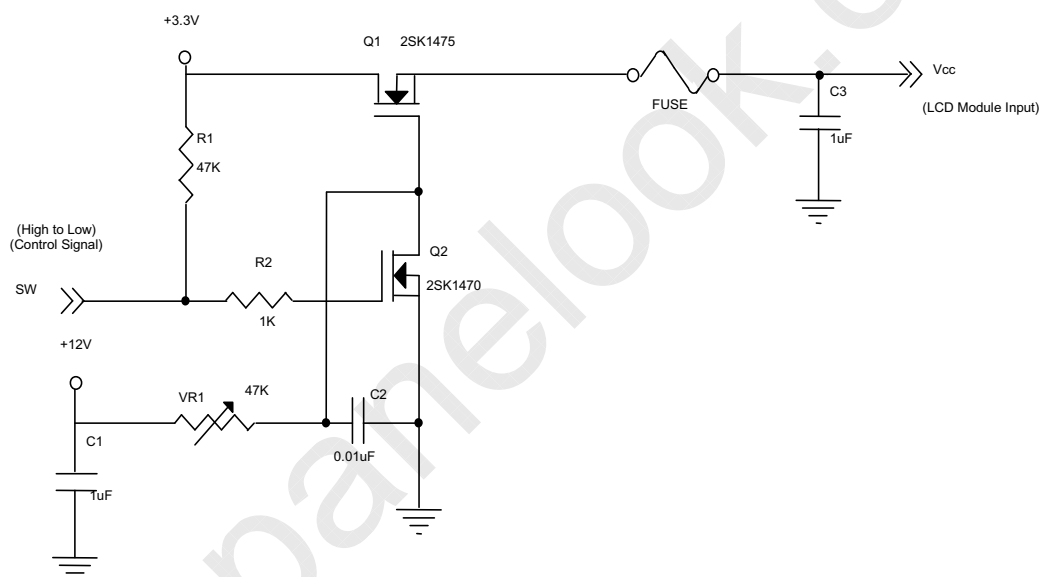 +3.3V
Q1 2SK1475
Vcc
C3
FUSE
(LCD Module Input)
R1
1uF
47K
(High to Low)
(Control Signal)
Q2
R2
SW
2SK1470
1K
+12V
47K
VR1
C2
C1
0.01uF
1uF
panelook.c